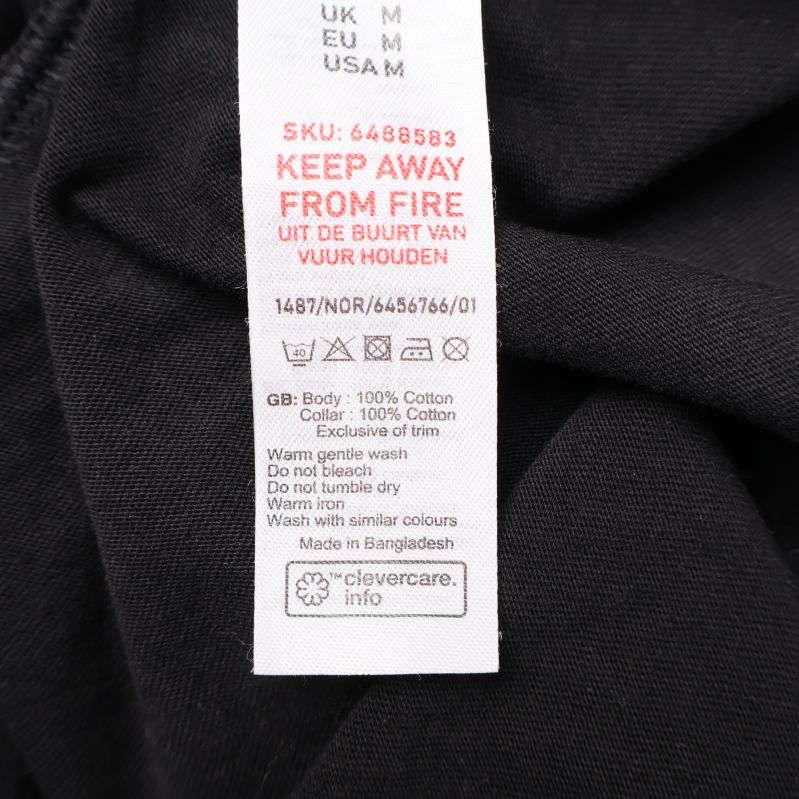 UK M
EU M
USA M
SKU: 6488583
KEEP AWAY
FROM FIRE
UIT DE BUURT VAN
VUUR HOUDEN
1487/NOR/6456766/01
40
GB: Body : 100% Cotton
Collar : 100% Cotton
Exclusive of trim
Warm gentle wash
Do not bleach
Do not tumble dry
Warm iron
Wash with similar colours
Made in Bangladesh
™clevercare.
info